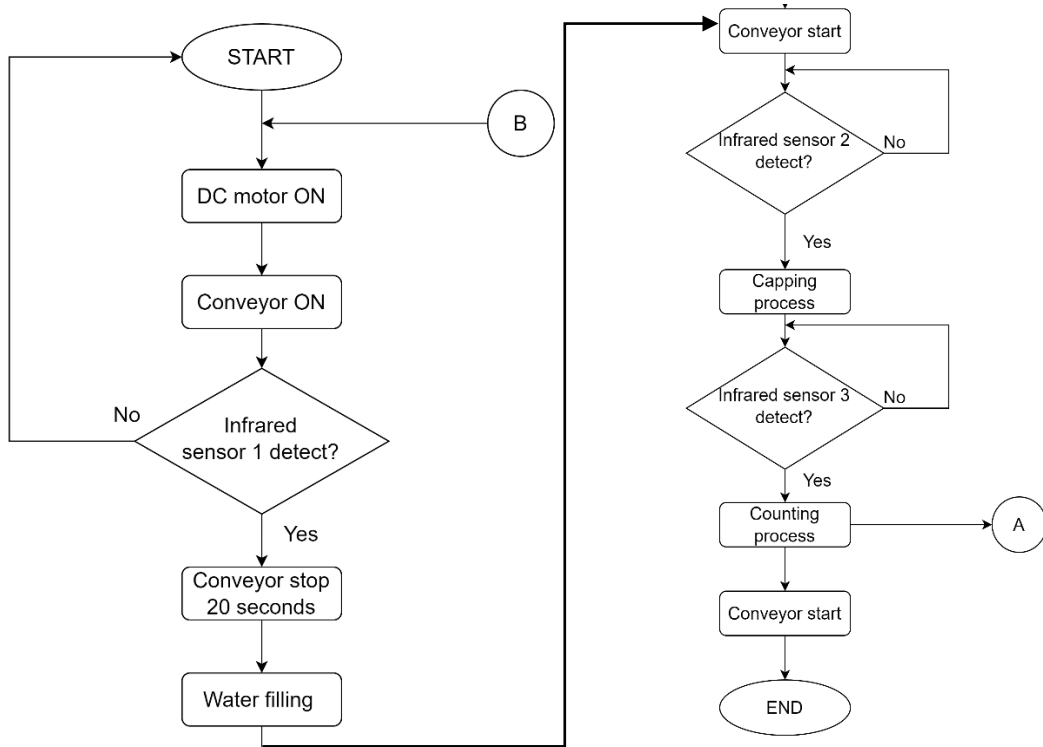 START
B
DC motor ON
Conveyor ON
No
Infrared
sensor 1 detect?
Yes
Conveyor stop
20 seconds
Water filling
Conveyor start
Infrared sensor 2
detect?
No
Yes
Capping
process
Infrared sensor 3
detect?
No
Yes
Counting
process
A
Conveyor start
END